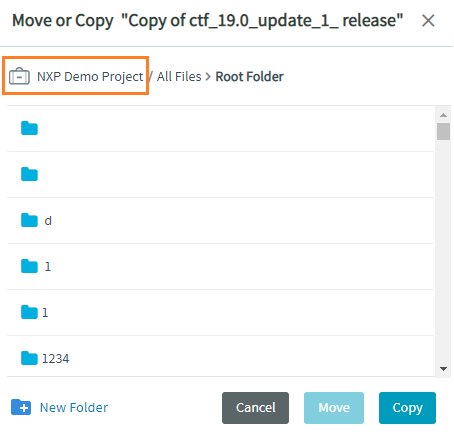 Move or Copy "Copy of ctf_19.0_update_1_ release"
NXP Demo Project / All Files > Root Folder
d
1
1
1234
New Folder Cancel Move Copy